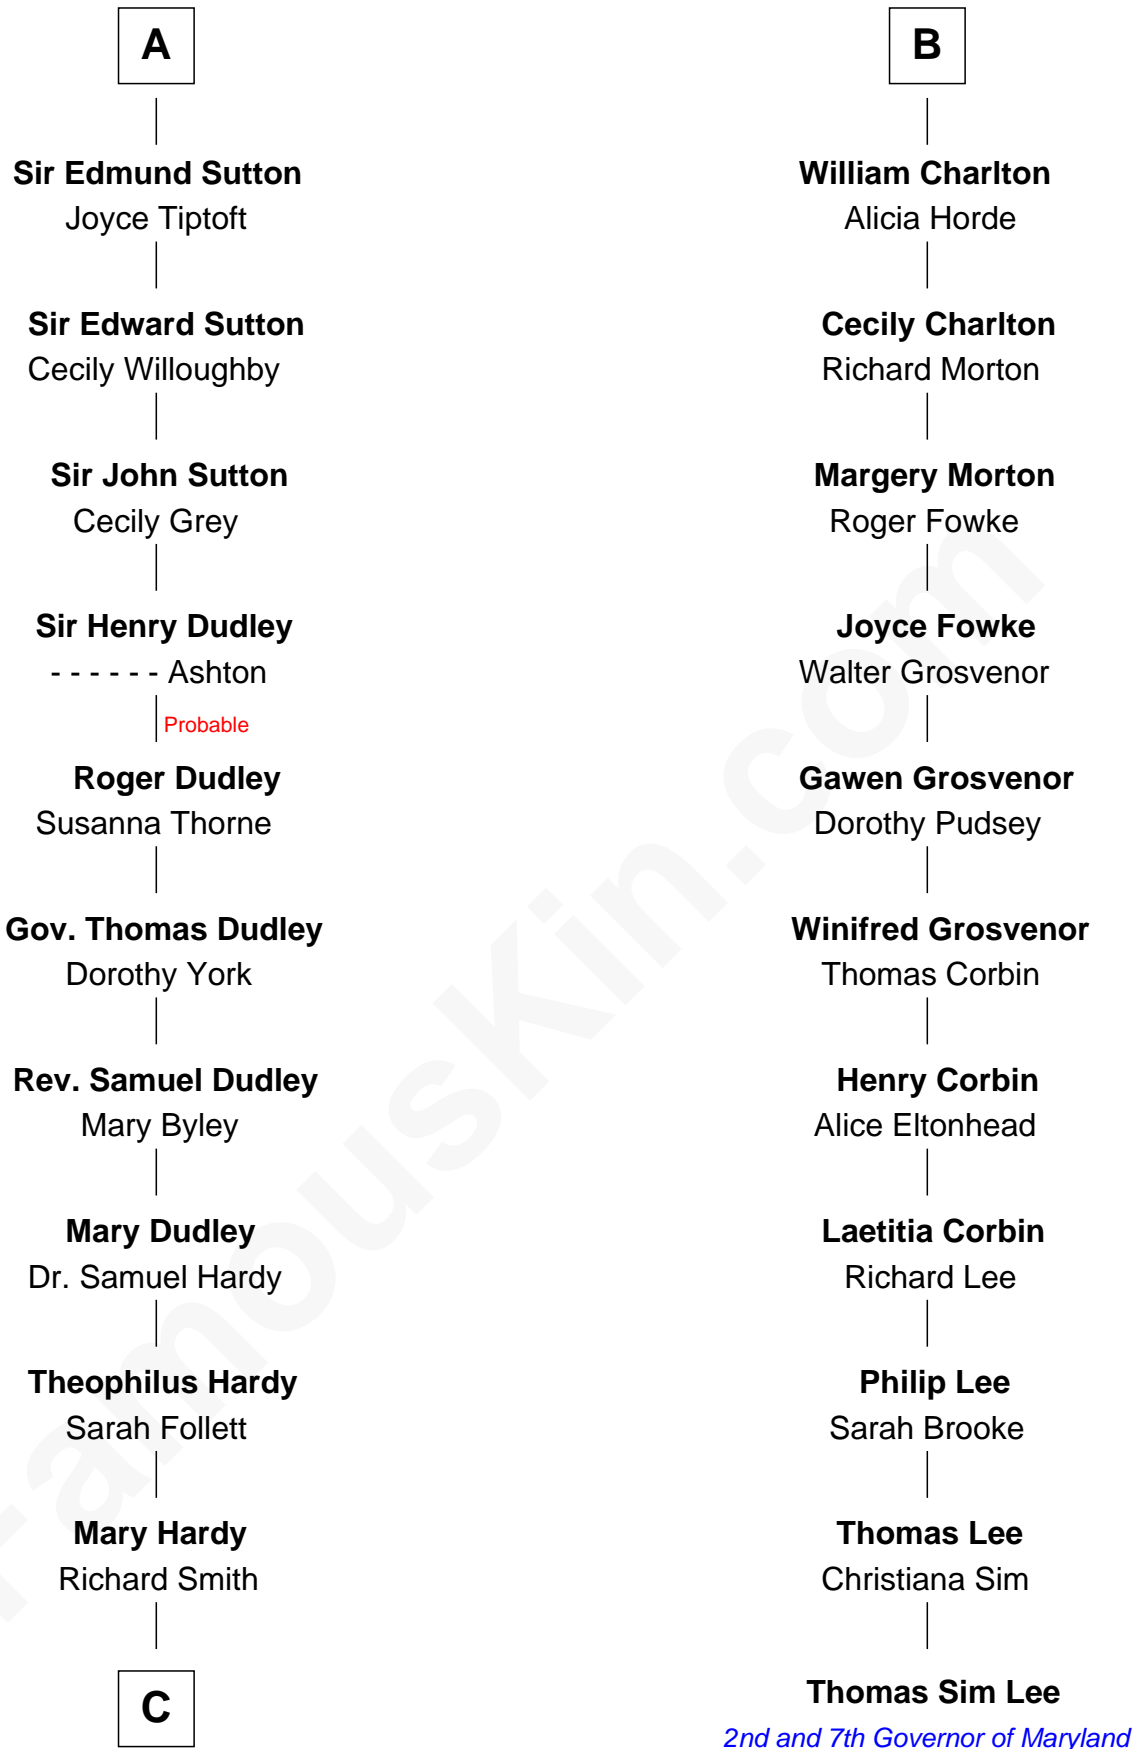 A
Sir Edmund Sutton
Joyce Tiptoft
Sir Edward Sutton
Cecily Willoughby
Sir John Sutton
Cecily Grey
Sir Henry Dudley
- - - - - - Ashton
Probable
Roger Dudley
Susanna Thorne
Gov. Thomas Dudley
Dorothy York
Rev. Samuel Dudley
Mary Byley
Mary Dudley
Dr. Samuel Hardy
Theophilus Hardy
Sarah Follett
Mary Hardy
Richard Smith
C
B
William Charlton
Alicia Horde
Cecily Charlton
Richard Morton
Margery Morton
Roger Fowke
Joyce Fowke
Walter Grosvenor
Gawen Grosvenor
Dorothy Pudsey
Winifred Grosvenor
Thomas Corbin
Henry Corbin
Alice Eltonhead
Laetitia Corbin
Richard Lee
Philip Lee
Sarah Brooke
Thomas Lee
Christiana Sim
Thomas Sim Lee
2nd and 7th Governor of Maryland
FamousKin.com